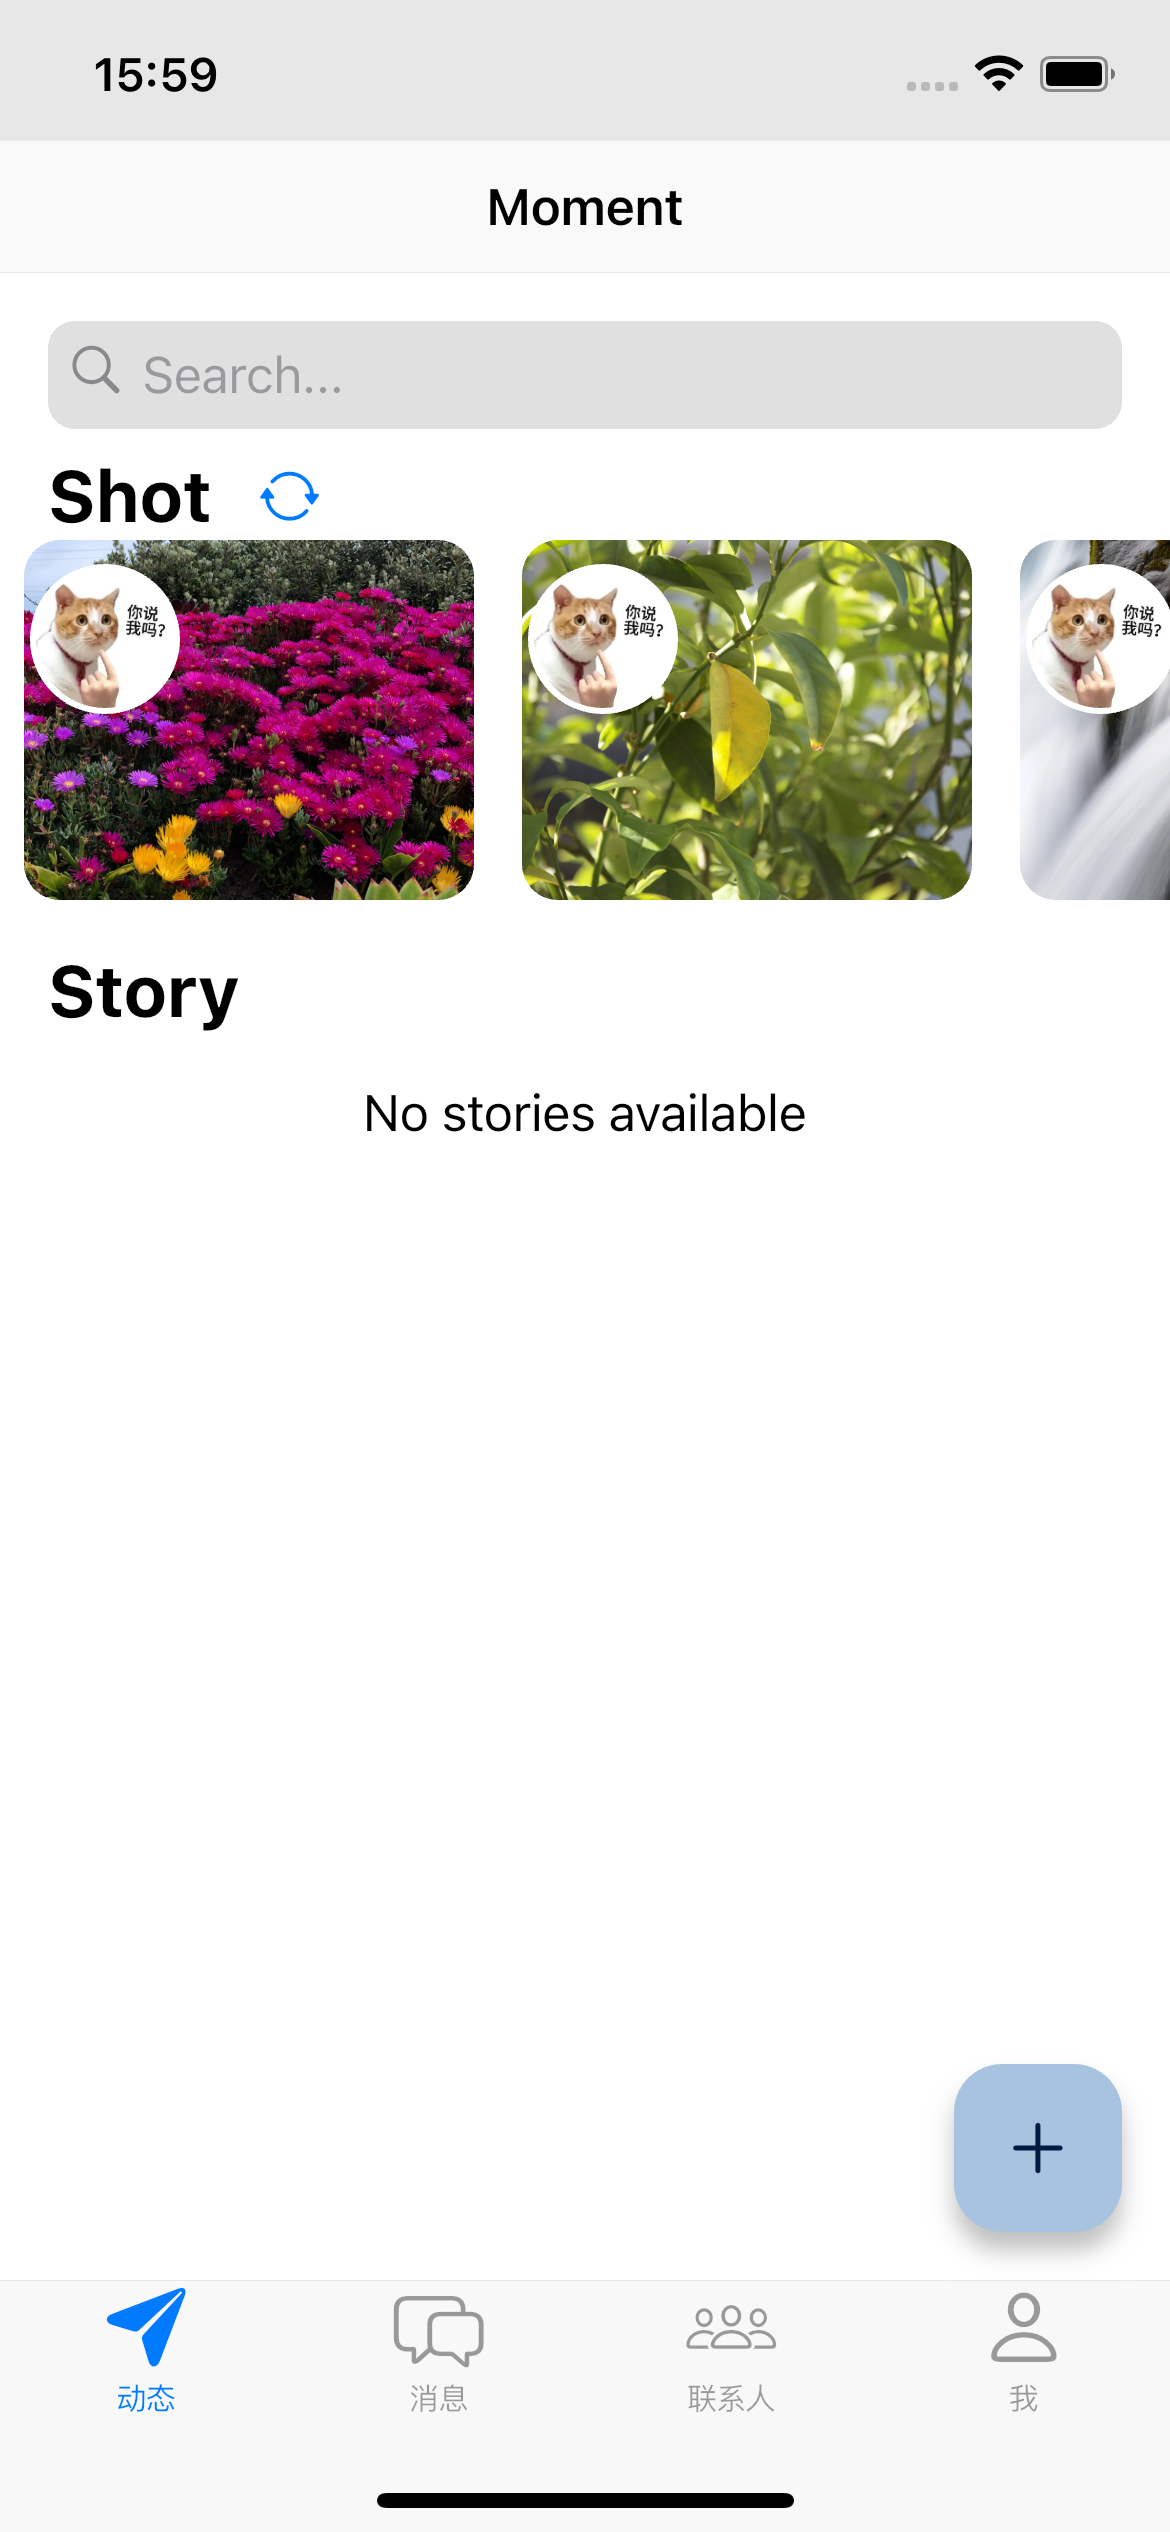 15:59
Moment
Search...
Shot
你说
我吗?
你说
我吗?
你说
我吗?
Story
No stories available
动态
消息
联系人
我